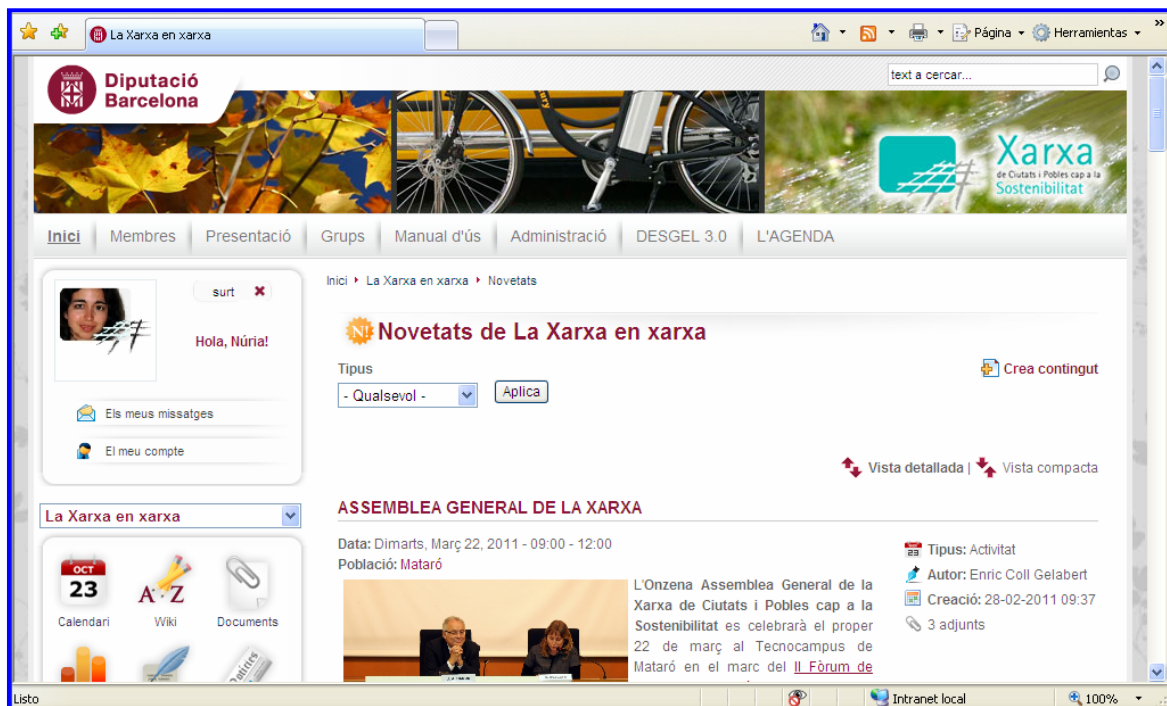 La Xarxa en xarxa
Página
Herramientas
»
Diputació
Barcelona
text a cercar...
Xarxa
de Ciutats i Pobles cap a la
Sostenibilitat
Inici
Membres
Presentació
Grups
Manual d'ús
Administració
DESGEL 3.0
L'AGENDA
surt
Hola, Núria!
Els meus missatges
El meu compte
La Xarxa en xarxa
OCT
23
A Z
Calendari
Wiki
Documents
Notícies
Inici La Xarxa en xarxa Novetats
N! Novetats de La Xarxa en xarxa
Tipus
- Qualsevol -
Aplica
Crea contingut
Vista detallada | Vista compacta
ASSEMBLEA GENERAL DE LA XARXA
Data: Dimarts, Març 22, 2011 - 09:00 - 12:00
Població: Mataró
L'Onzena Assemblea General de la
Xarxa de Ciutats i Pobles cap a la
Sostenibilitat es celebrarà el proper
22 de març al Tecnocampus de
Mataró en el marc del II Fòrum de
23 Tipus: Activitat
Autor: Enric Coll Gelabert
Creació: 28-02-2011 09:37
3 adjunts
Listo
Intranet local
100%